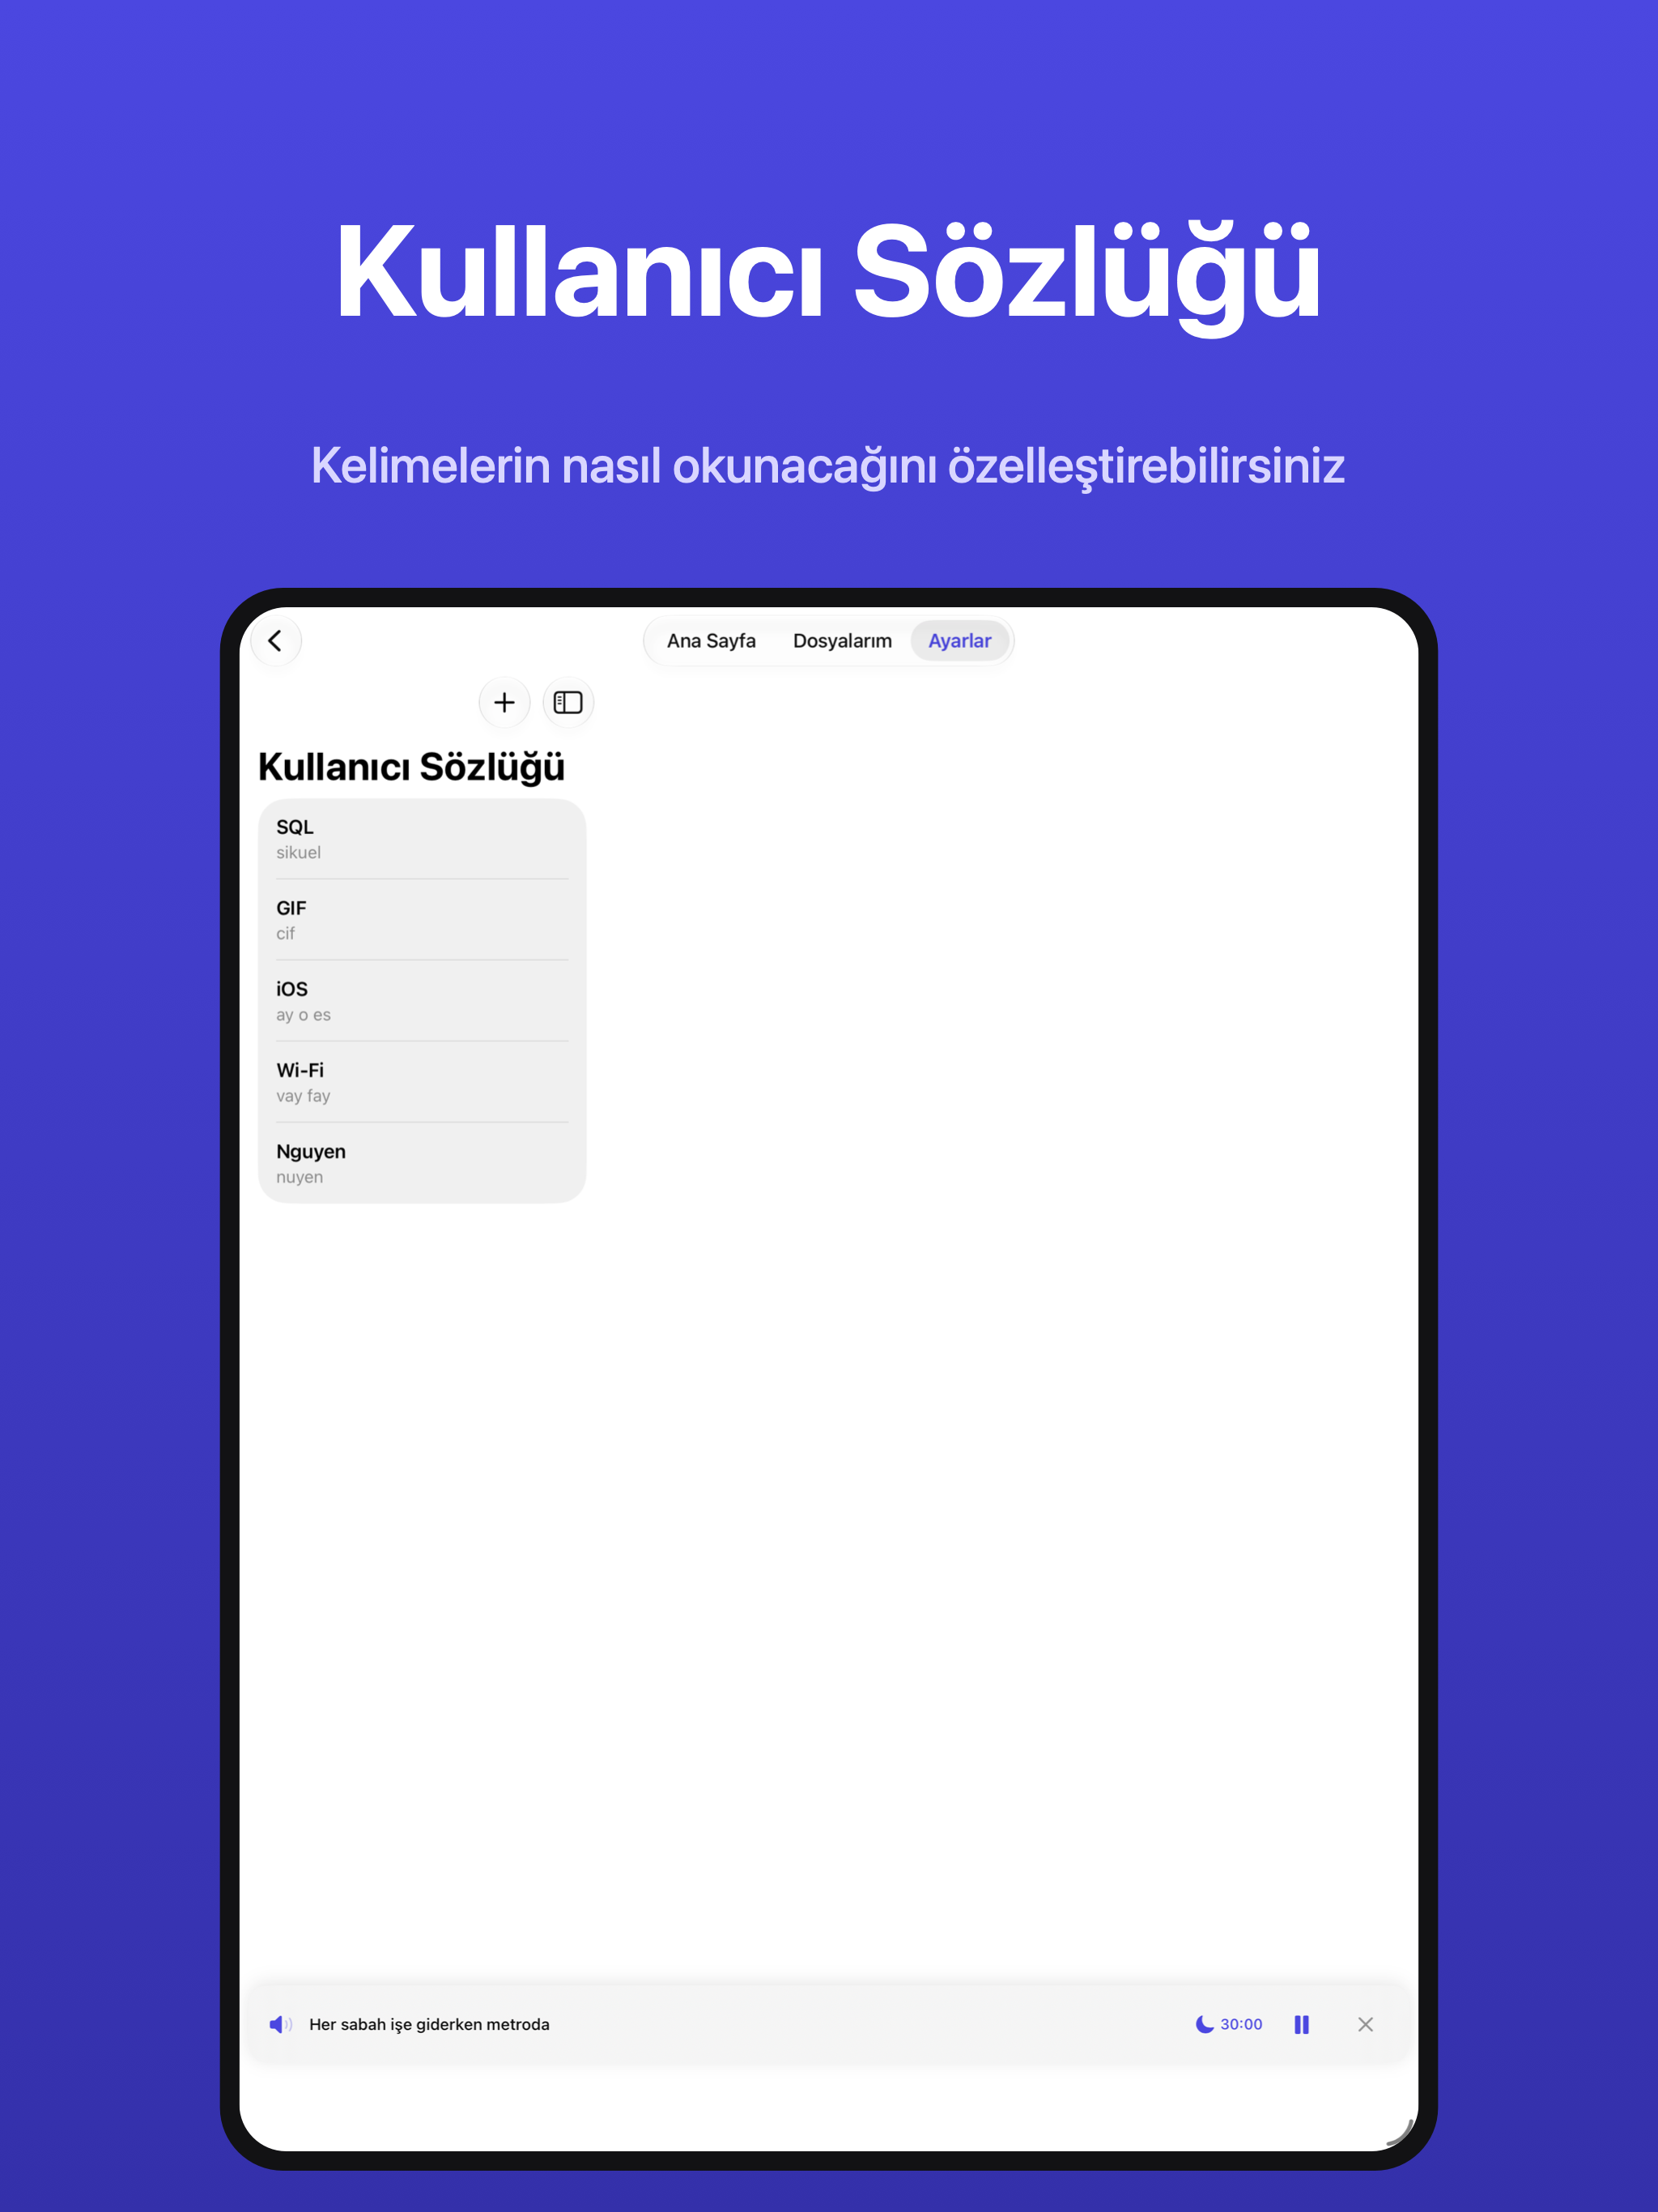 Kullanıcı Sözlüğü
Kelimelerin nasıl okunacağını özelleştirebilirsiniz
Ana Sayfa Dosyalarım Ayarlar
Kullanıcı Sözlüğü
SQL
sikuel
GIF
cif
iOS
ay o es
Wi-Fi
vay fay
Nguyen
nuyen
Her sabah işe giderken metroda 30:00